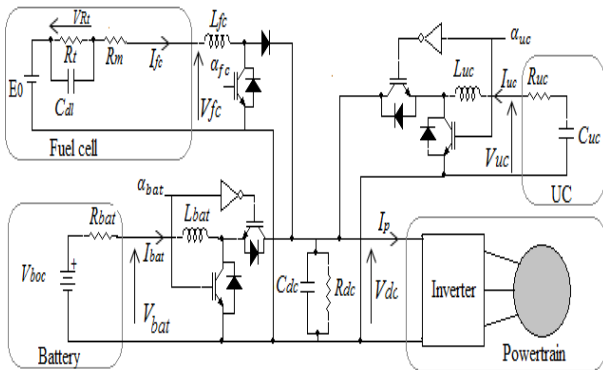 VRt
Rt
Rm
Cdl
E0
Ifc
Lfc
αfc
Vfc
Fuel cell
αuc
Luc
Iuc
Ruc
Vuc
Cuc
UC
αbat
Rbat
Lbat
Ibat
Vboc
+
Vbat
Battery
Cdc
Rdc
Vdc
Ip
Inverter
Powertrain